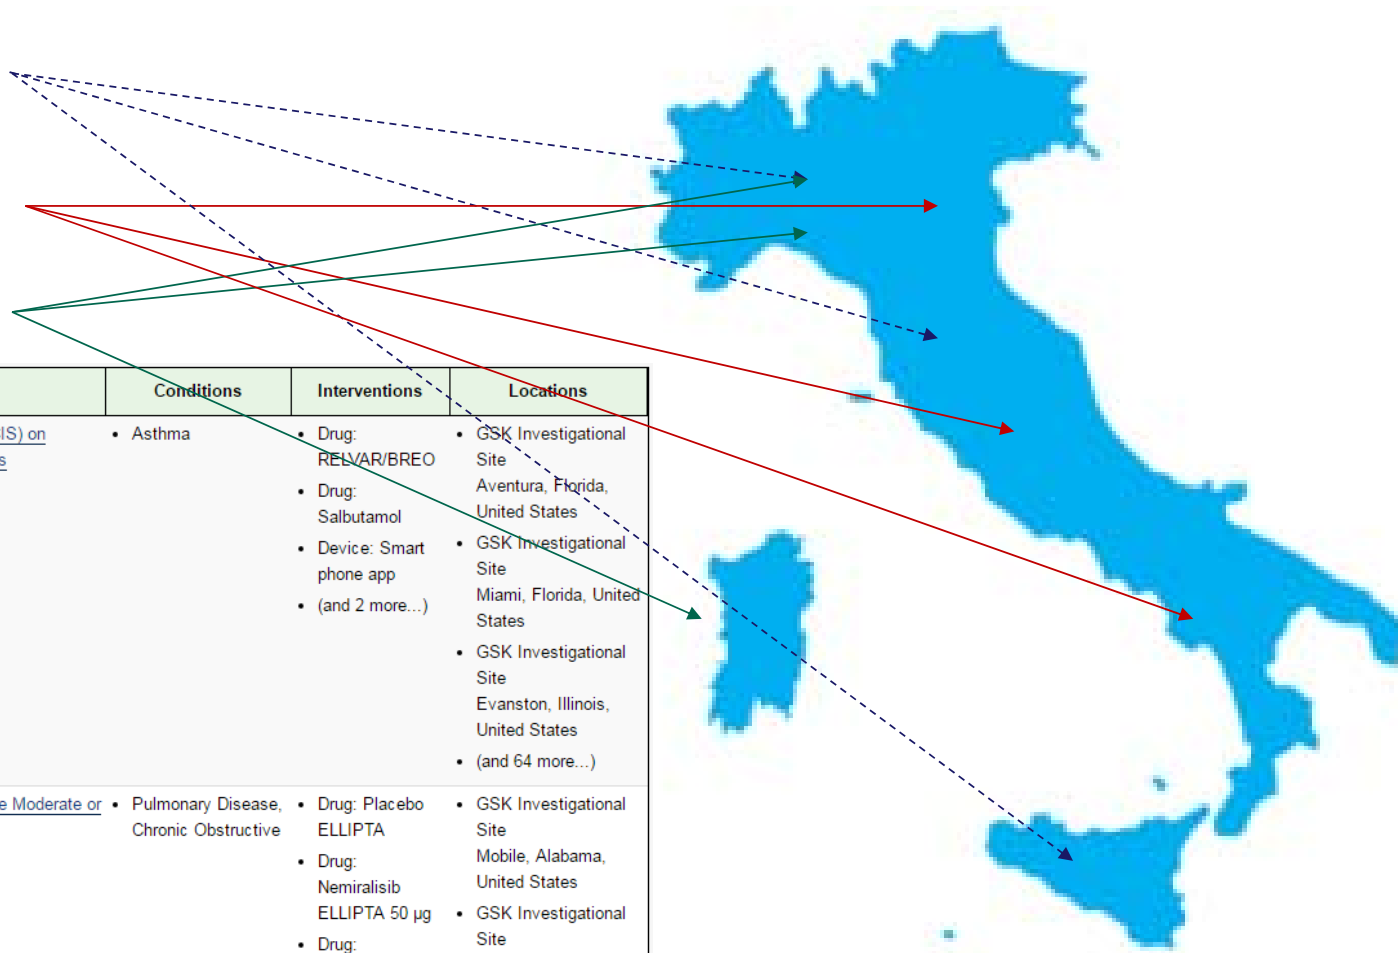 Conditions
Interventions
Locations
IS) on
s
• Asthma
• Drug:
RELVAR/BREO
• Drug:
Salbutamol
• Device: Smart
phone app
• (and 2 more...)
• GSK Investigational
Site
Aventura, Florida,
United States
• GSK Investigational
Site
Miami, Florida, United
States
• GSK Investigational
Site
Evanston, Illinois,
United States
• (and 64 more...)
e Moderate or
• Pulmonary Disease,
Chronic Obstructive
• Drug: Placebo
ELLIPTA
• Drug:
Nemiralisib
ELLIPTA 50 µg
• Drug:
• GSK Investigational
Site
Mobile, Alabama,
United States
• GSK Investigational
Site